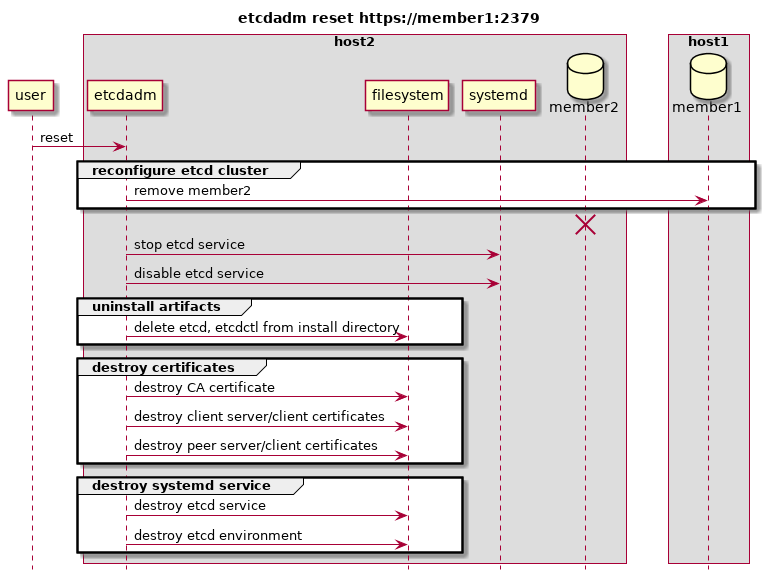 etcdadm reset https://member1:2379
host2
host1
user
etcdadm
filesystem
systemd
member2
member1
reset
reconfigure etcd cluster
remove member2
stop etcd service
disable etcd service
uninstall artifacts
delete etcd, etcdctl from install directory
destroy certificates
destroy CA certificate
destroy client server/client certificates
destroy peer server/client certificates
destroy systemd service
destroy etcd service
destroy etcd environment